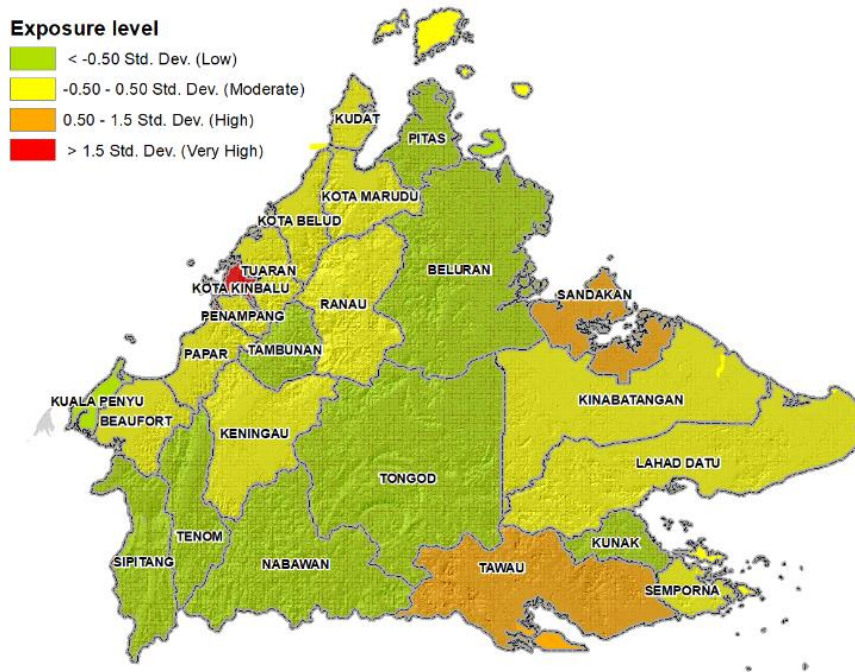 Exposure level
< -0.50 Std. Dev. (Low)
-0.50 - 0.50 Std. Dev. (Moderate)
0.50 - 1.5 Std. Dev. (High)
> 1.5 Std. Dev. (Very High)
KUDAT
PITAS
KOTA MARUDU
KOTA BELUD
TUARAN
BELURAN
KOTA KINBALU
SANDAKAN
RANAU
PENAMPANG
PAPAR
TAMBUNAN
KUALA PENYU
KINABATANGAN
BEAUFORT
KENINGAU
LAHAD DATU
TONGOD
TENOM
KUNAK
SIPITANG
NABAWAN
TAWAU
SEMPORNA